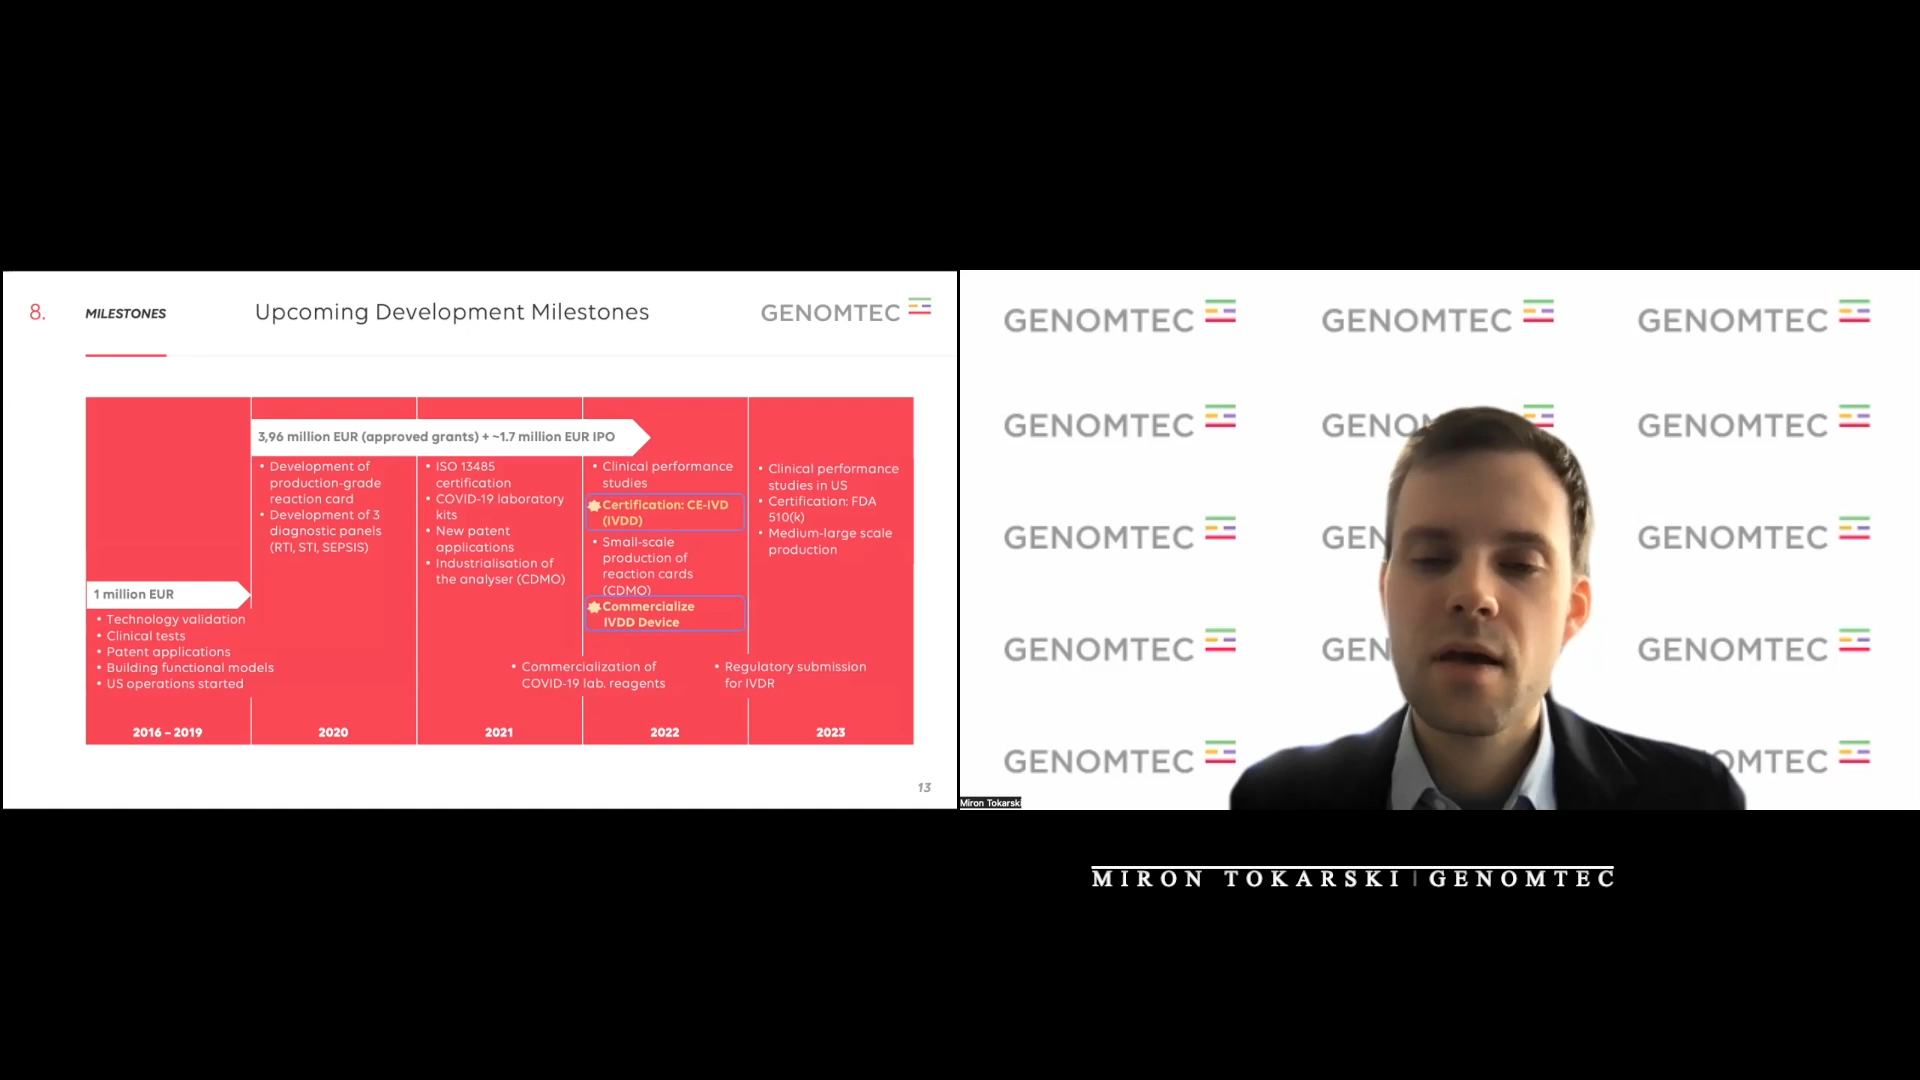 8.
MILESTONES
Upcoming Development Milestones
GENOMTEC
3,96 million EUR (approved grants) + ~1.7 million EUR IPO
1 million EUR
• Technology validation
• Clinical tests
• Patent applications
• Building functional models
• US operations started
2016 – 2019
• Development of
production-grade
reaction card
• Development of 3
diagnostic panels
(RTI, STI, SEPSIS)
2020
• ISO 13485
certification
• COVID-19 laboratory
kits
• New patent
applications
• Industrialisation of
the analyser (CDMO)
2021
• Commercialization of
COVID-19 lab. reagents
• Clinical performance
studies
Certification: CE-IVD
(IVDD)
• Small-scale
production of
reaction cards
(CDMO)
Commercialize
IVDD Device
2022
• Regulatory submission
for IVDR
• Clinical performance
studies in US
• Certification: FDA
510(k)
• Medium-large scale
production
2023
13
GENOMTEC GENOMTEC GENOMTEC
GENOMTEC GENO GENOMTEC
GENOMTEC GEN GENOMTEC
GENOMTEC GEN GENOMTEC
GENOMTEC OMTEC
Miron Tokarski
MIRON TOKARSKI | GENOMTEC